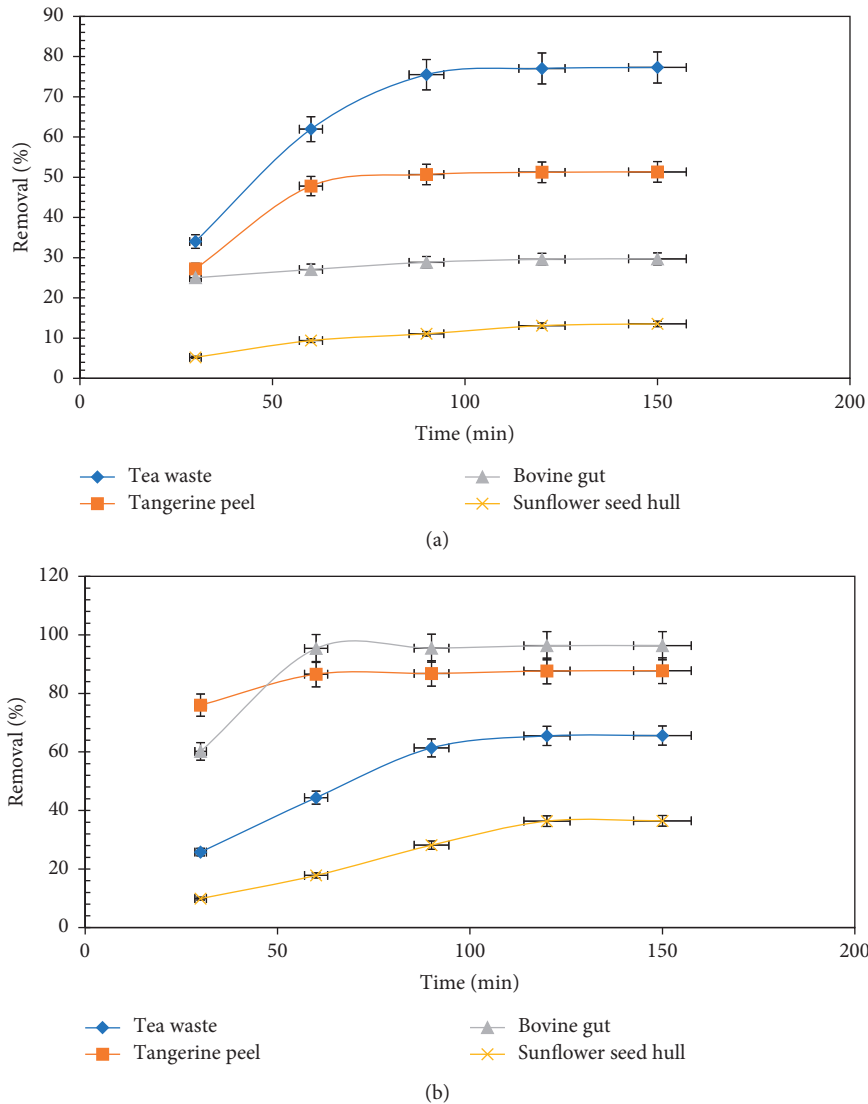 90
80
70
60
50
40
30
20
10
0
Removal (%)
0 50 100 150 200
Time (min)
Tea waste Bovine gut
Tangerine peel Sunflower seed hull
(a)
120
100
80
60
40
20
0
Removal (%)
0 50 100 150 200
Time (min)
Tea waste Bovine gut
Tangerine peel Sunflower seed hull
(b)